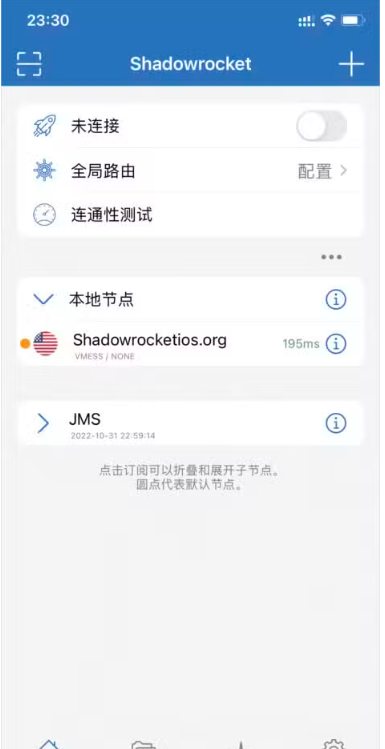 23:30
Shadowrocket
未连接
全局路由 配置
连通性测试
本地节点
Shadowrocketios.org 195ms
VMESS / NONE
JMS
2022-10-31 22:59:14
点击订阅可以折叠和展开子节点。
圆点代表默认节点。